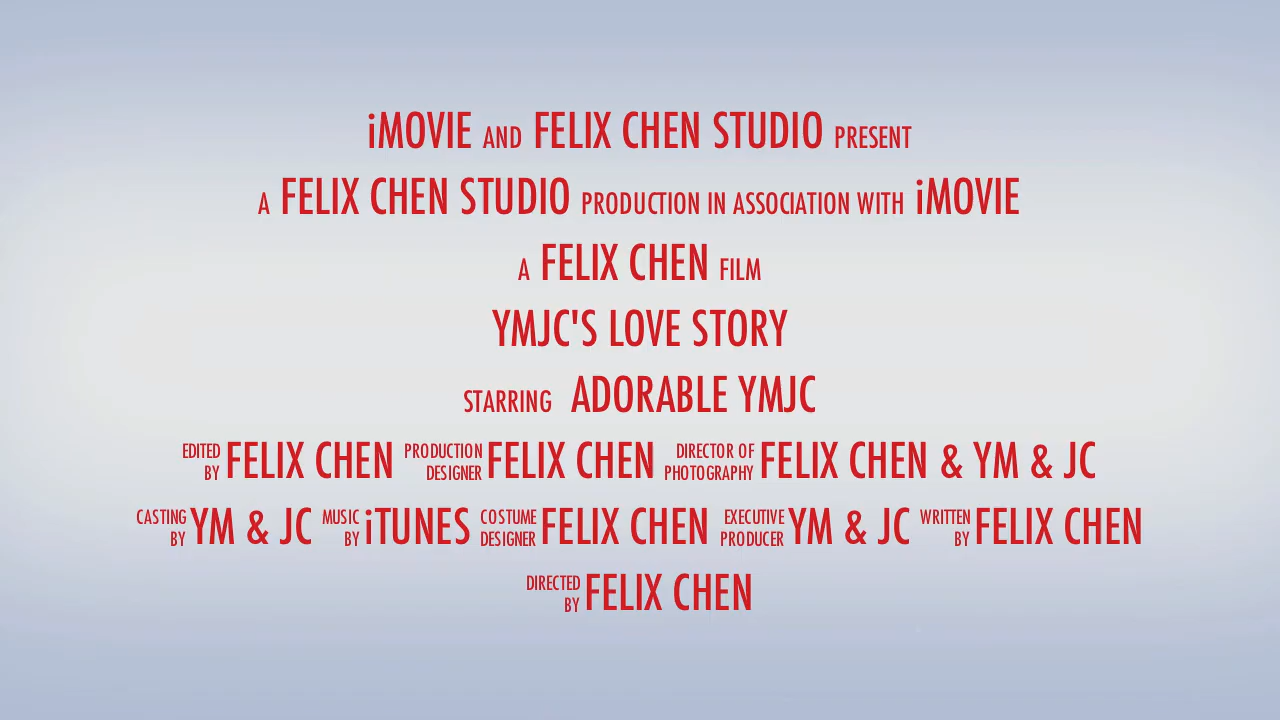 iMOVIE AND FELIX CHEN STUDIO PRESENT
A FELIX CHEN STUDIO PRODUCTION IN ASSOCIATION WITH iMOVIE
A FELIX CHEN FILM
YMJC'S LOVE STORY
STARRING ADORABLE YMJC
EDITED BY FELIX CHEN PRODUCTION DESIGNER FELIX CHEN DIRECTOR OF PHOTOGRAPHY FELIX CHEN & YM & JC
CASTING BY YM & JC MUSIC BY iTUNES COSTUME DESIGNER FELIX CHEN EXECUTIVE PRODUCER YM & JC WRITTEN BY FELIX CHEN
DIRECTED BY FELIX CHEN